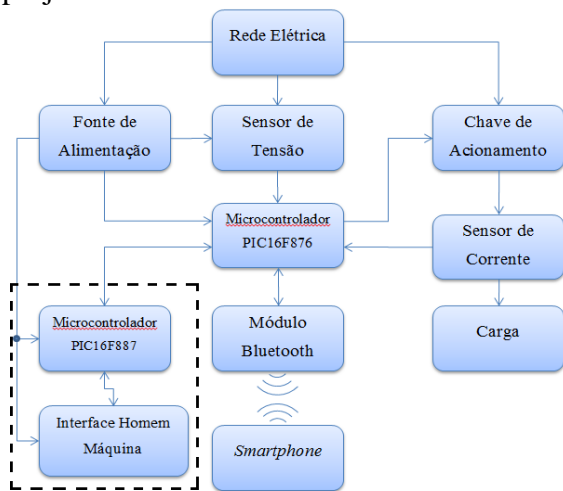 Rede Elétrica
Fonte de
Alimentação
Sensor de
Tensão
Chave de
Acionamento
Microcontrolador
PIC16F876
Sensor de
Corrente
Microcontrolador
PIC16F887
Módulo
Bluetooth
Carga
Interface Homem
Máquina
Smartphone